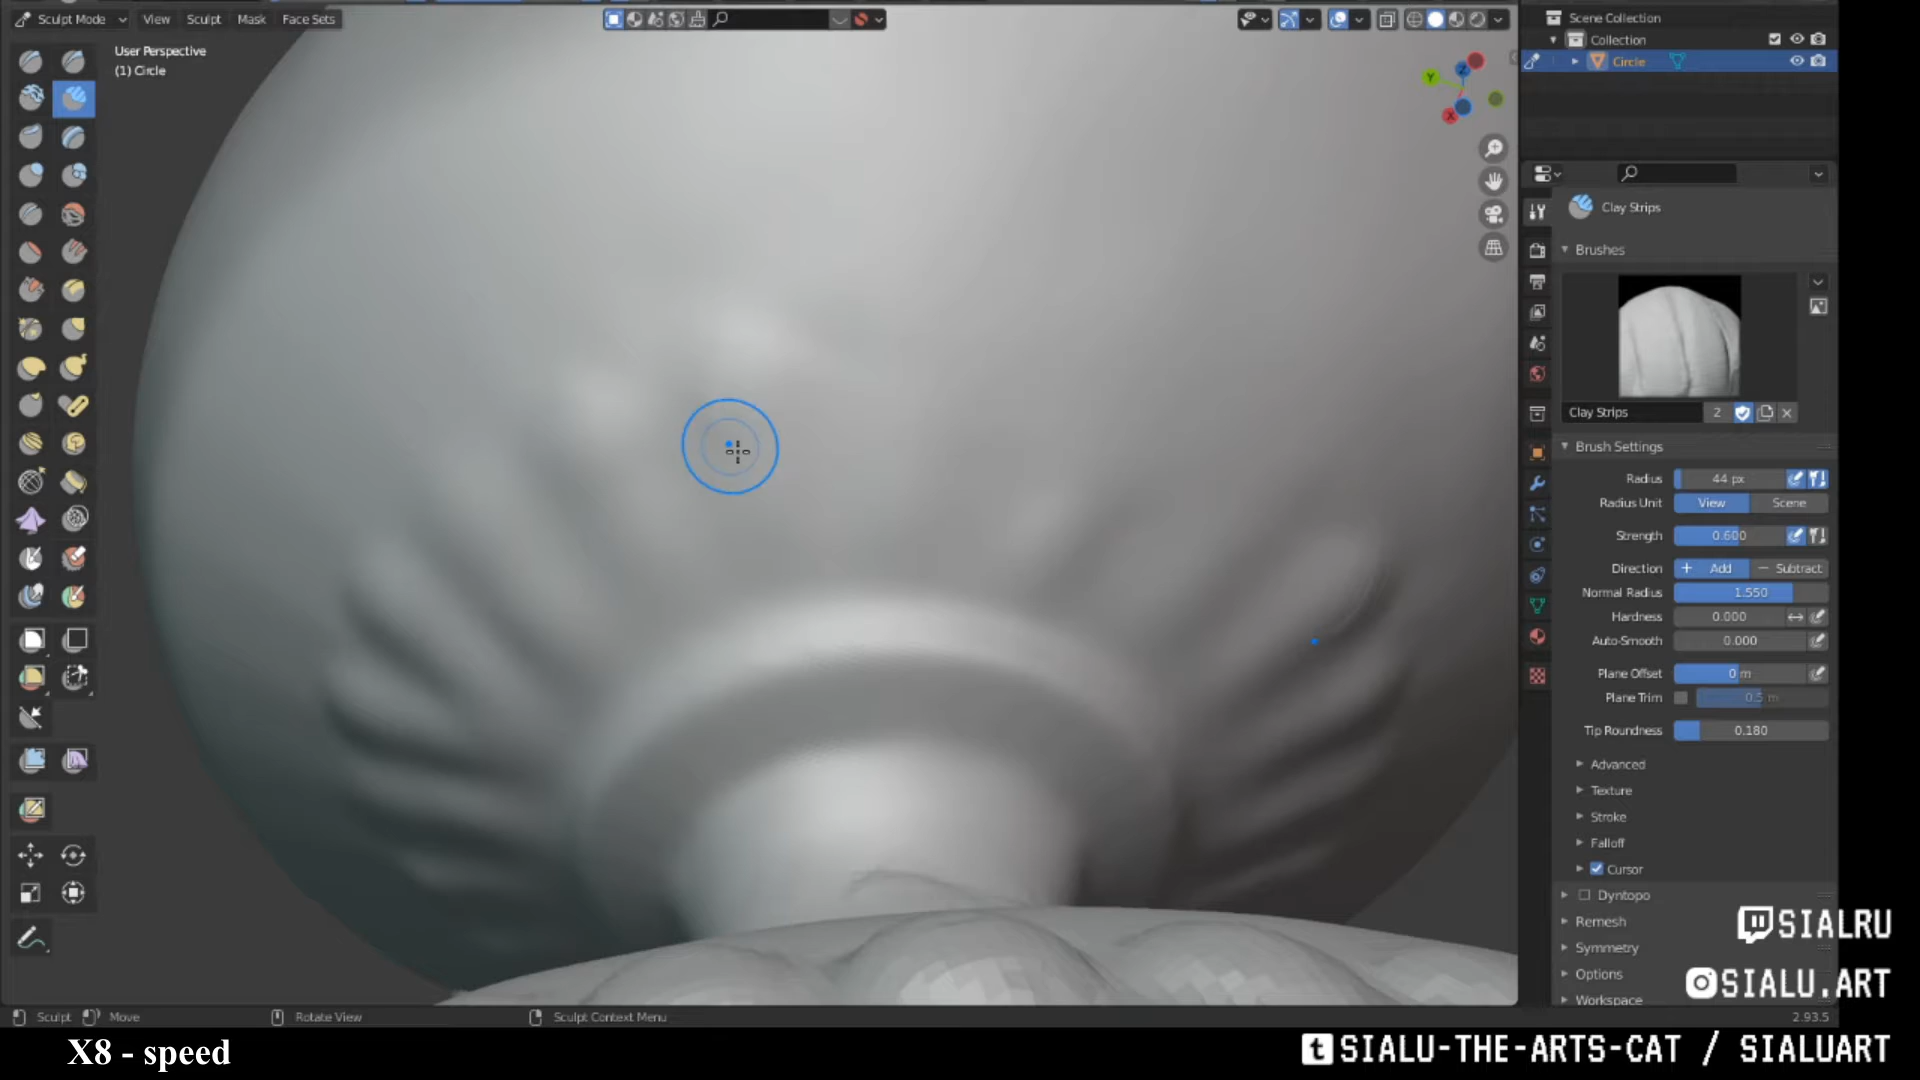 Sculpt Mode View Sculpt Mask Face Sets
User Perspective
(1) Circle
Y
Z
X
Scene Collection
Collection
Circle
Clay Strips
Brushes
Clay Strips 2
Brush Settings
Radius 44 px
Radius Unit View Scene
Strength 0.600
Direction + Add − Subtract
Normal Radius 1.550
Hardness 0.000
Auto-Smooth 0.000
Plane Offset 0 m
Plane Trim 0.5 m
Tip Roundness 0.180
Advanced
Texture
Stroke
Falloff
Cursor
Dyntopo
Remesh
Symmetry
Options
Workspace
SIALRU
SIALU.ART
Sculpt Move Rotate View Sculpt Context Menu 2.93.5
X8 - speed
t SIALU-THE-ARTS-CAT / SIALUART